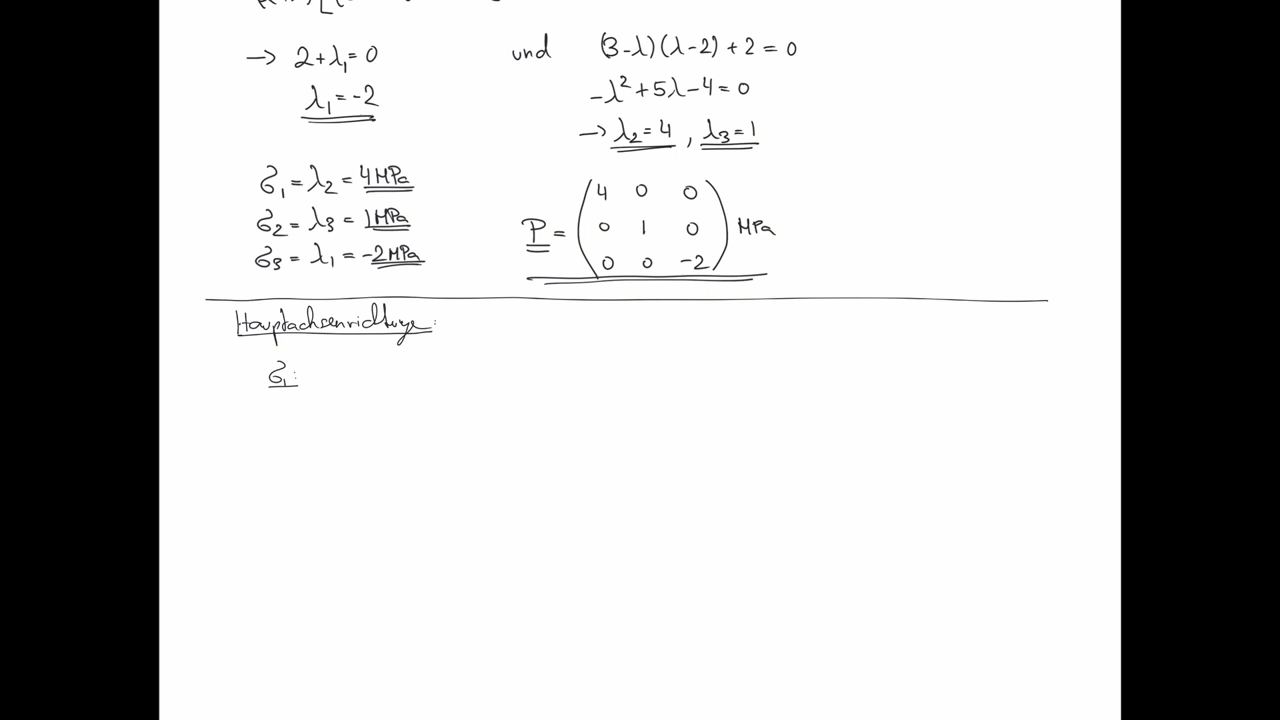 → 2+λ₁=0 und (3-λ)(λ-2)+2=0
λ₁=-2 -λ²+5λ-4=0
→ λ₂=4 , λ₃=1
σ₁=λ₂=4MPa
σ₂=λ₃=1MPa
σ₃=λ₁=-2MPa
4 0 0
P = 0 1 0 MPa
0 0 -2
Hauptachsenrichtunge:
σ₁: